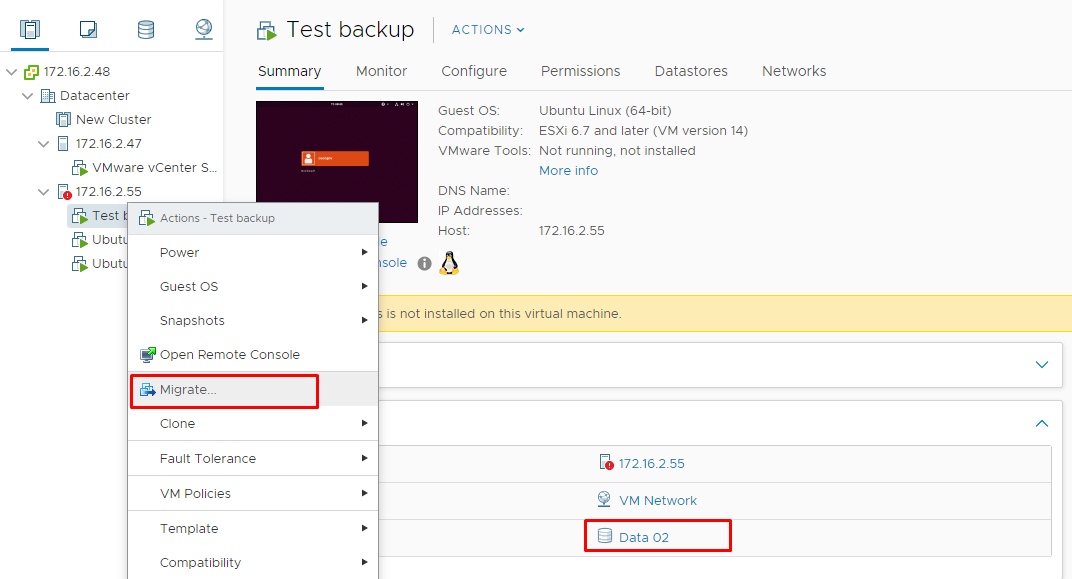 Test backup
ACTIONS
Summary Monitor Configure Permissions Datastores Networks
172.16.2.48
Datacenter
New Cluster
172.16.2.47
VMware vCenter S...
172.16.2.55
Test b
Ubutu
Ubutu
Guest OS: Ubuntu Linux (64-bit)
Compatibility: ESXi 6.7 and later (VM version 14)
VMware Tools: Not running, not installed
More info
DNS Name:
IP Addresses:
Host: 172.16.2.55
Actions - Test backup
Power
Guest OS
Snapshots
Open Remote Console
Migrate...
Clone
Fault Tolerance
VM Policies
Template
Compatibility
e
nsole
s is not installed on this virtual machine.
172.16.2.55
VM Network
Data 02